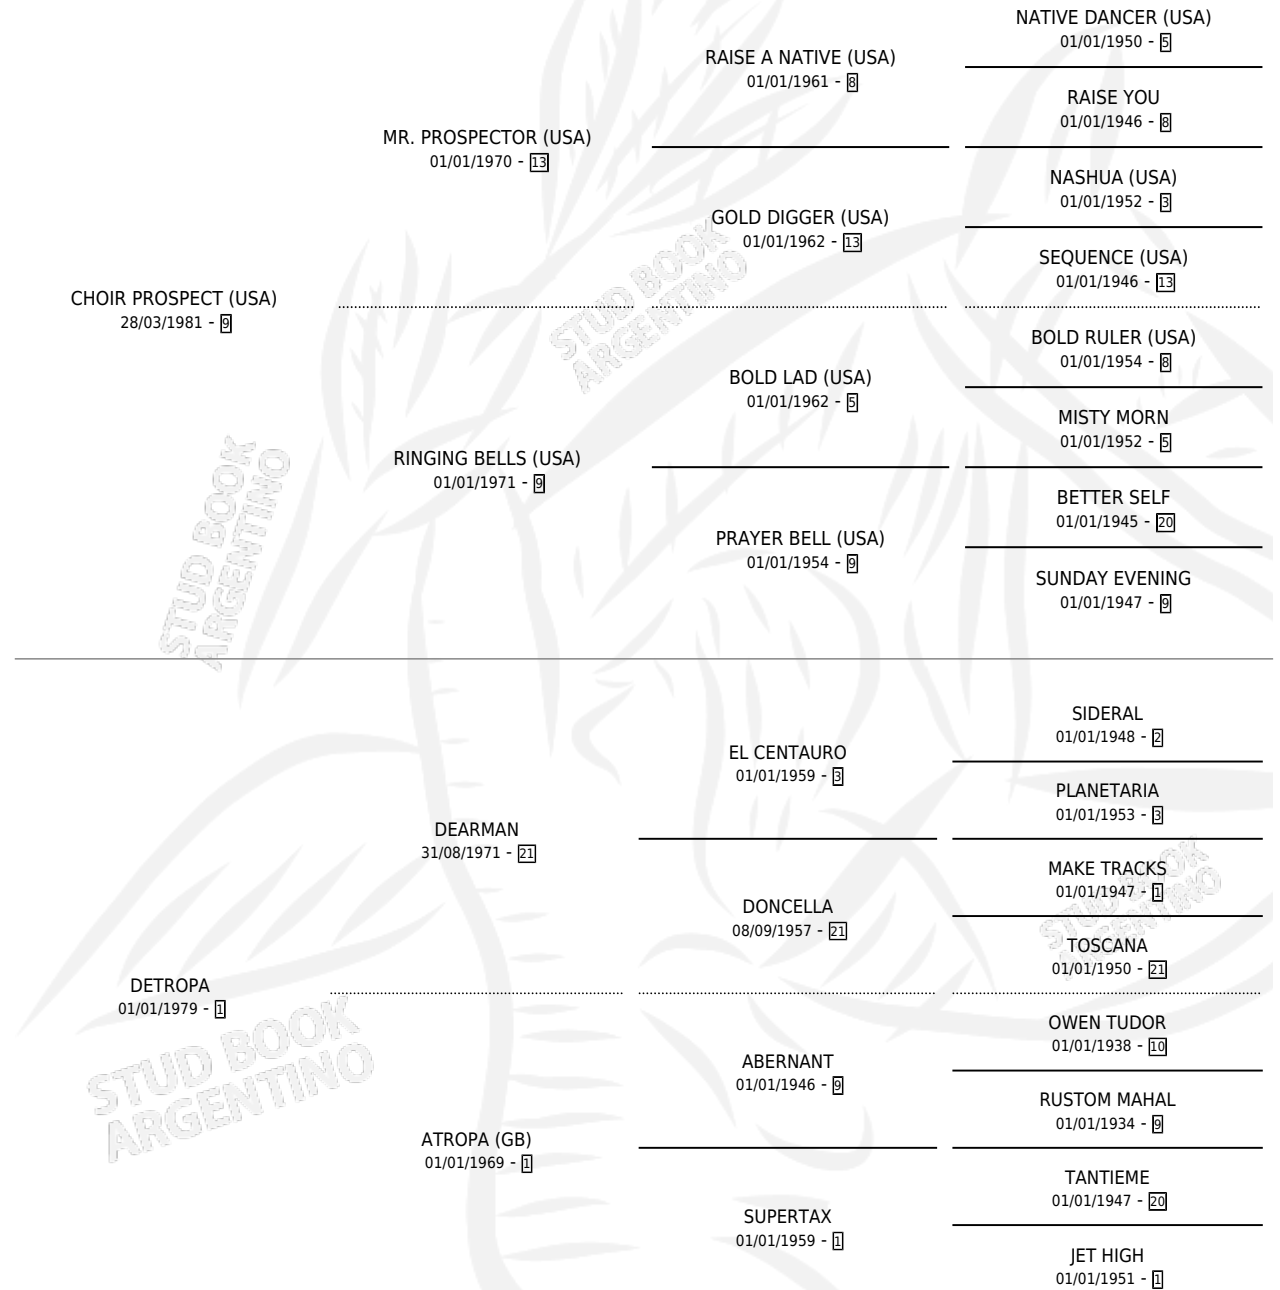 NATIVE DANCER (USA)
01/01/1950 - 5
RAISE A NATIVE (USA)
01/01/1961 - 8
RAISE YOU
01/01/1946 - 8
MR. PROSPECTOR (USA)
01/01/1970 - 13
NASHUA (USA)
01/01/1952 - 3
GOLD DIGGER (USA)
01/01/1962 - 13
SEQUENCE (USA)
01/01/1946 - 13
CHOIR PROSPECT (USA)
28/03/1981 - 9
STUD BOOK
ARGENTINO
BOLD RULER (USA)
01/01/1954 - 8
BOLD LAD (USA)
01/01/1962 - 5
MISTY MORN
01/01/1952 - 5
RINGING BELLS (USA)
01/01/1971 - 9
STUD BOOK
ARGENTINO
BETTER SELF
01/01/1945 - 20
PRAYER BELL (USA)
01/01/1954 - 9
SUNDAY EVENING
01/01/1947 - 9
SIDERAL
01/01/1948 - 2
EL CENTAURO
01/01/1959 - 3
PLANETARIA
01/01/1953 - 3
DEARMAN
31/08/1971 - 21
MAKE TRACKS
01/01/1947 - 1
STUD BOOK
ARGENTINO
DONCELLA
08/09/1957 - 21
TOSCANA
01/01/1950 - 21
DETROPA
01/01/1979 - 1
STUD BOOK
ARGENTINO
OWEN TUDOR
01/01/1938 - 10
ABERNANT
01/01/1946 - 9
RUSTOM MAHAL
01/01/1934 - 9
ATROPA (GB)
01/01/1969 - 1
TANTIEME
01/01/1947 - 20
SUPERTAX
01/01/1959 - 1
JET HIGH
01/01/1951 - 1